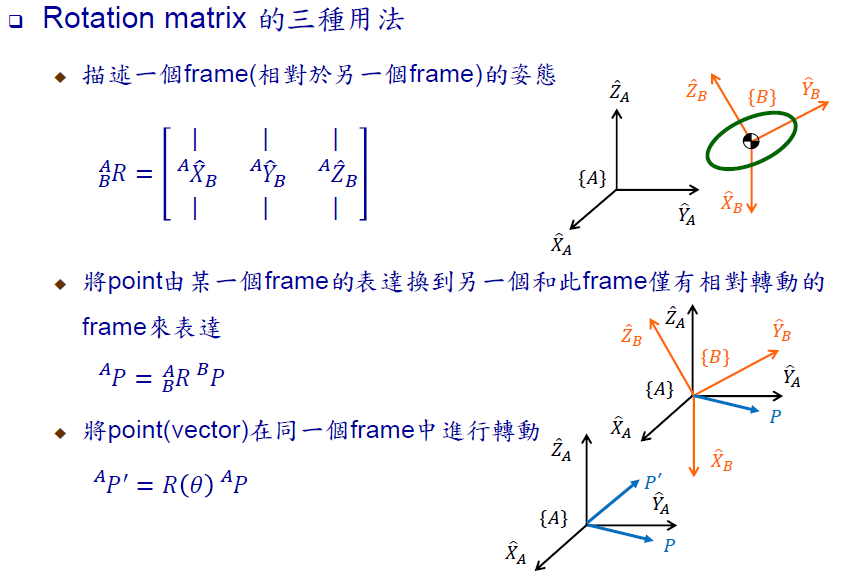 ❑ Rotation matrix 的三種用法
◆ 描述一個frame(相對於另一個frame)的姿態
$^A_BR = \begin{bmatrix} | & | & | \\ ^A\hat{X}_B & ^A\hat{Y}_B & ^A\hat{Z}_B \\ | & | & | \end{bmatrix}$
$\hat{Z}_A$
{A}
$\hat{Y}_A$
$\hat{X}_A$
$\hat{Z}_B$
{B}
$\hat{Y}_B$
$\hat{X}_B$
◆ 將point由某一個frame的表達換到另一個和此frame僅有相對轉動的
frame來表達
$^AP = {}^A_BR\ ^BP$
$\hat{Z}_A$
$\hat{Z}_B$
$\hat{Y}_B$
{B}
{A}
$\hat{Y}_A$
P
$\hat{X}_A$
$\hat{X}_B$
◆ 將point(vector)在同一個frame中進行轉動
$^AP' = R(\theta)\ ^AP$
$\hat{Z}_A$
P'
{A}
$\hat{Y}_A$
P
$\hat{X}_A$